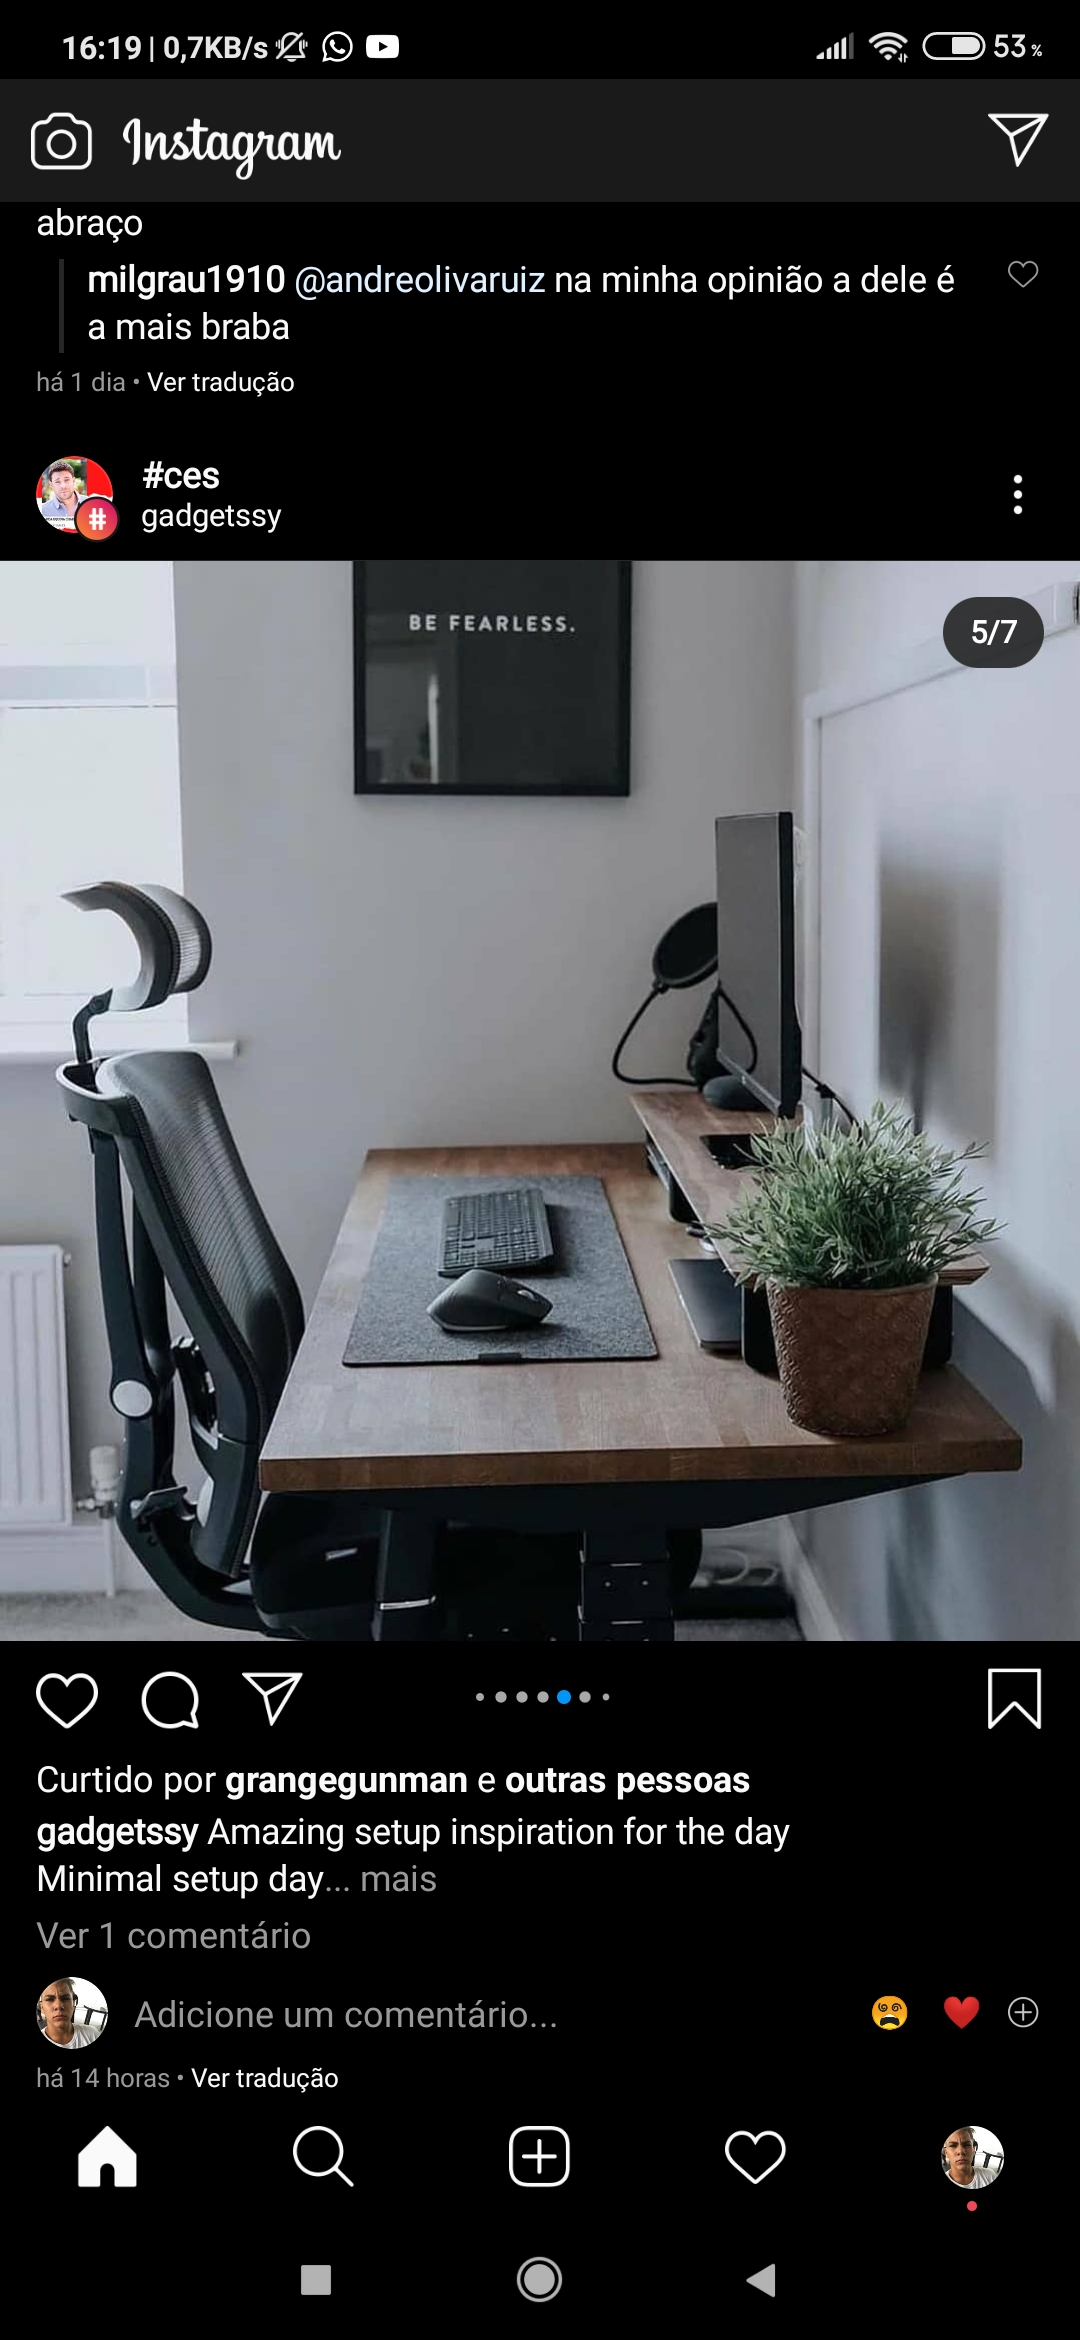 16:19 | 0,7KB/s
53%
Instagram
abraço
milgrau1910 @andreolivaruiz na minha opinião a dele é
a mais braba
há 1 dia • Ver tradução
#ces
gadgetssy
BE FEARLESS.
5/7
Curtido por grangegunman e outras pessoas
gadgetssy Amazing setup inspiration for the day
Minimal setup day... mais
Ver 1 comentário
Adicione um comentário...
há 14 horas • Ver tradução